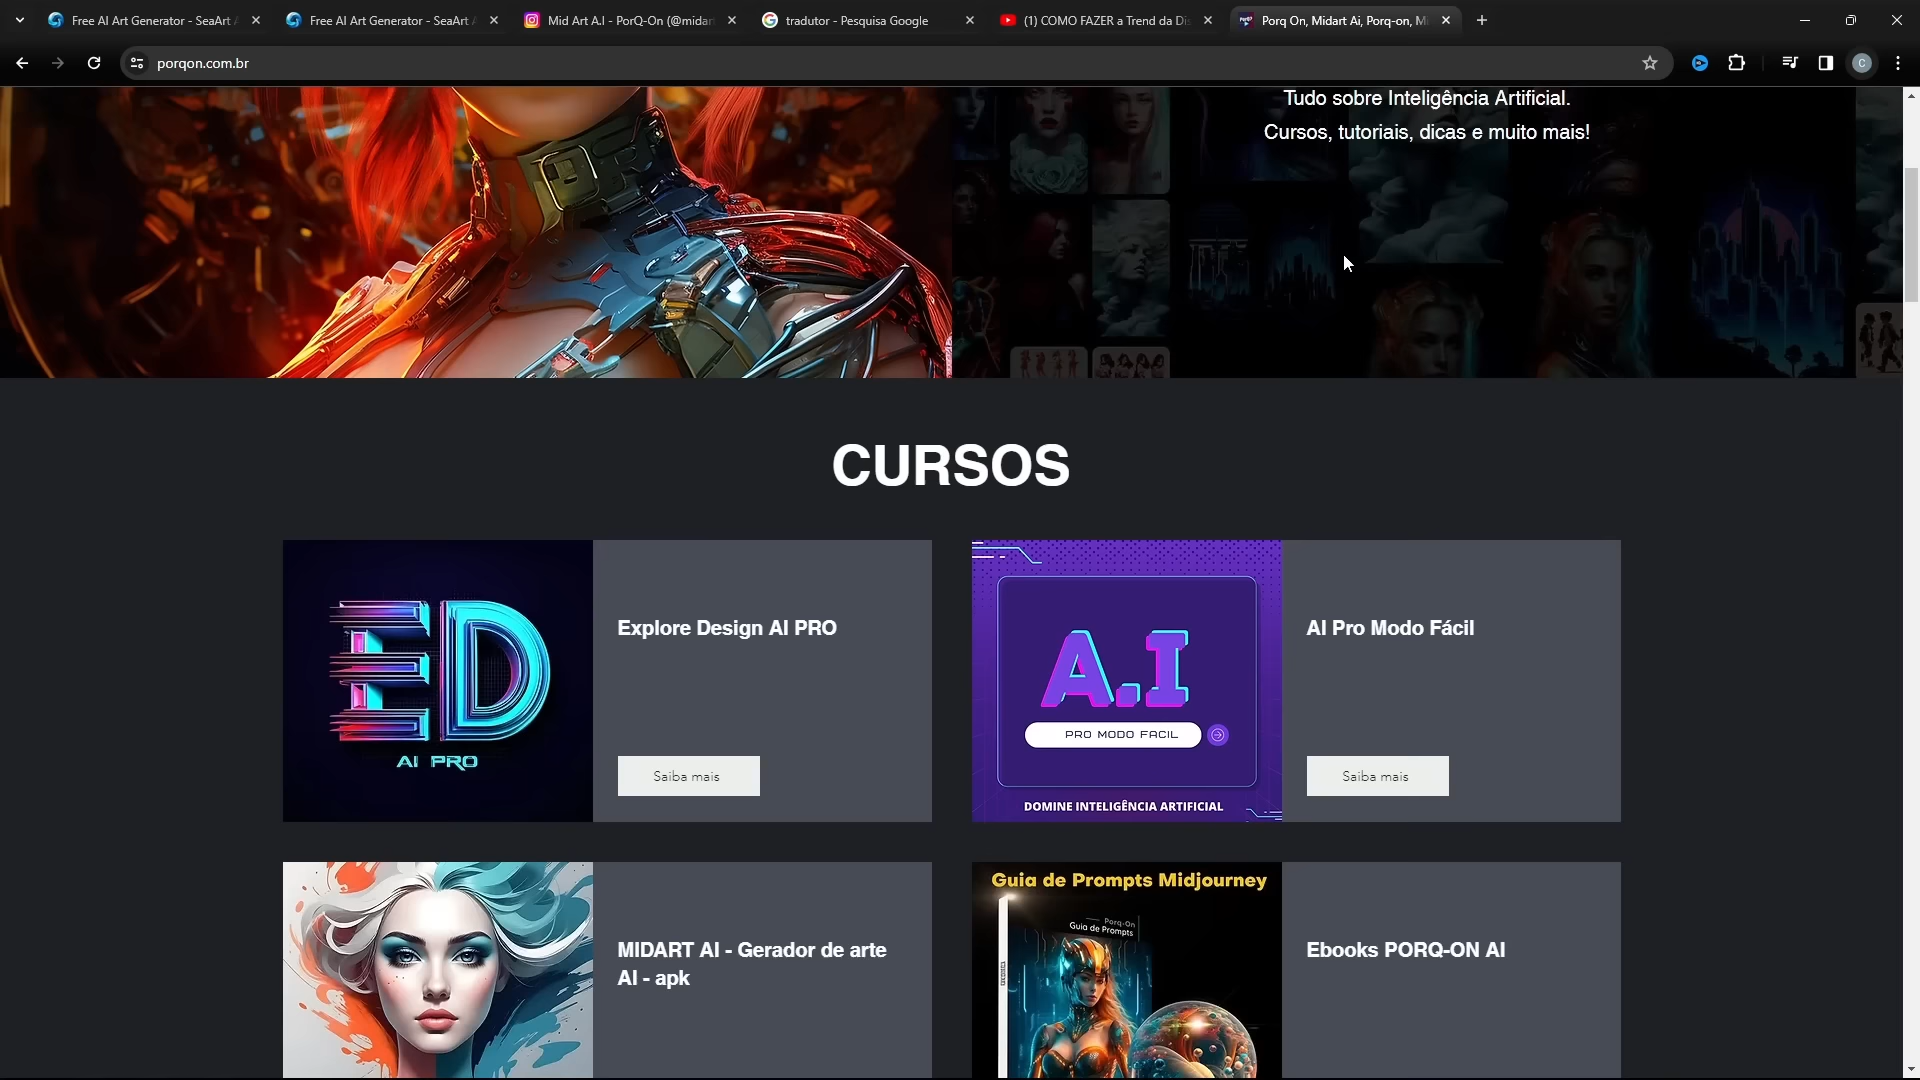 Free AI Art Generator - SeaArt A
Free AI Art Generator - SeaArt A
Mid Art A.I - PorQ-On (@midar
tradutor - Pesquisa Google
(1) COMO FAZER a Trend da Dis
Porq On, Midart Ai, Porq-on, Mi
porqon.com.br
C
Tudo sobre Inteligência Artificial.
Cursos, tutoriais, dicas e muito mais!
CURSOS
ED
AI PRO
Explore Design AI PRO
Saiba mais
A.I
PRO MODO FACIL
DOMINE INTELIGÊNCIA ARTIFICIAL
AI Pro Modo Fácil
Saiba mais
MIDART AI - Gerador de arte
AI - apk
Guia de Prompts Midjourney
Porq-On
Guia de Prompts
Ebooks PORQ-ON AI